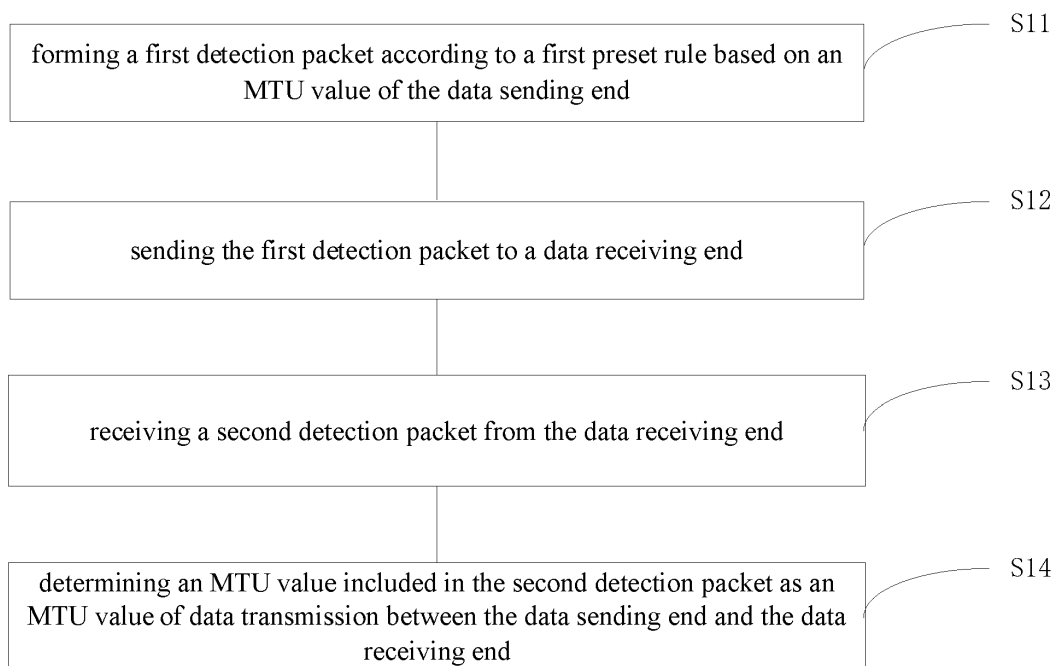 S11
forming a first detection packet according to a first preset rule based on an
MTU value of the data sending end
S12
sending the first detection packet to a data receiving end
S13
receiving a second detection packet from the data receiving end
S14
determining an MTU value included in the second detection packet as an
MTU value of data transmission between the data sending end and the data
receiving end